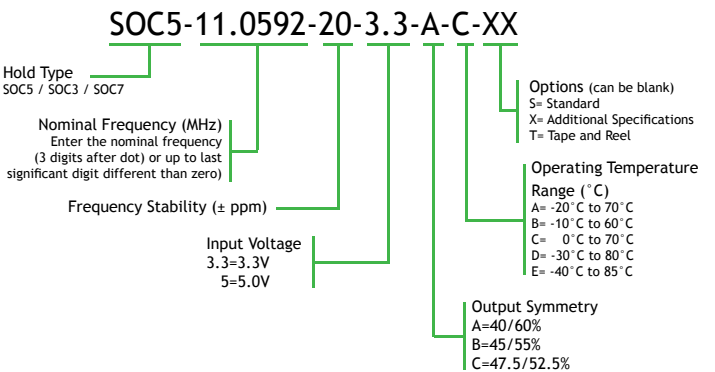 SOC5-11.0592-20-3.3-A-C-XX
Hold Type
SOC5 / SOC3 / SOC7
Nominal Frequency (MHz)
Enter the nominal frequency
(3 digits after dot) or up to last
significant digit different than zero)
Frequency Stability (± ppm)
Input Voltage
3.3=3.3V
5=5.0V
Options (can be blank)
S= Standard
X= Additional Specifications
T= Tape and Reel
Operating Temperature
Range (°C)
A= -20°C to 70°C
B= -10°C to 60°C
C= 0°C to 70°C
D= -30°C to 80°C
E= -40°C to 85°C
Output Symmetry
A=40/60%
B=45/55%
C=47.5/52.5%